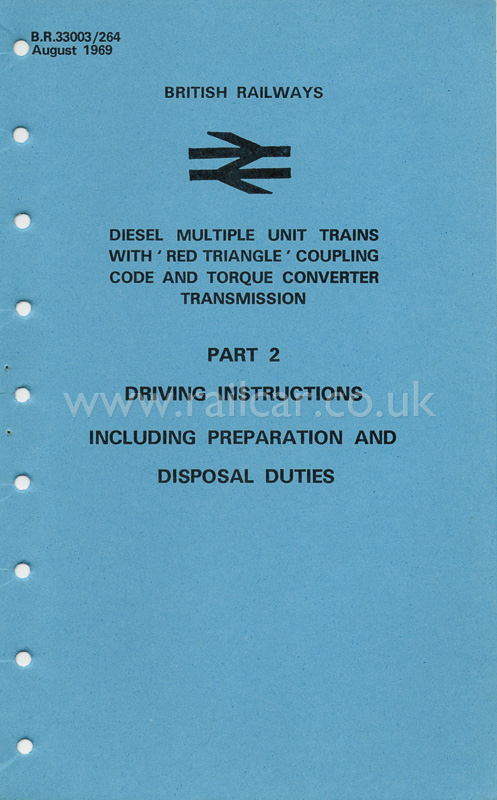 B.R.33003/264
August 1969
BRITISH RAILWAYS
DIESEL MULTIPLE UNIT TRAINS
WITH ' RED TRIANGLE ' COUPLING
CODE AND TORQUE CONVERTER
TRANSMISSION
PART 2
DRIVING INSTRUCTIONS
www.railcar.co.uk
INCLUDING PREPARATION AND
DISPOSAL DUTIES